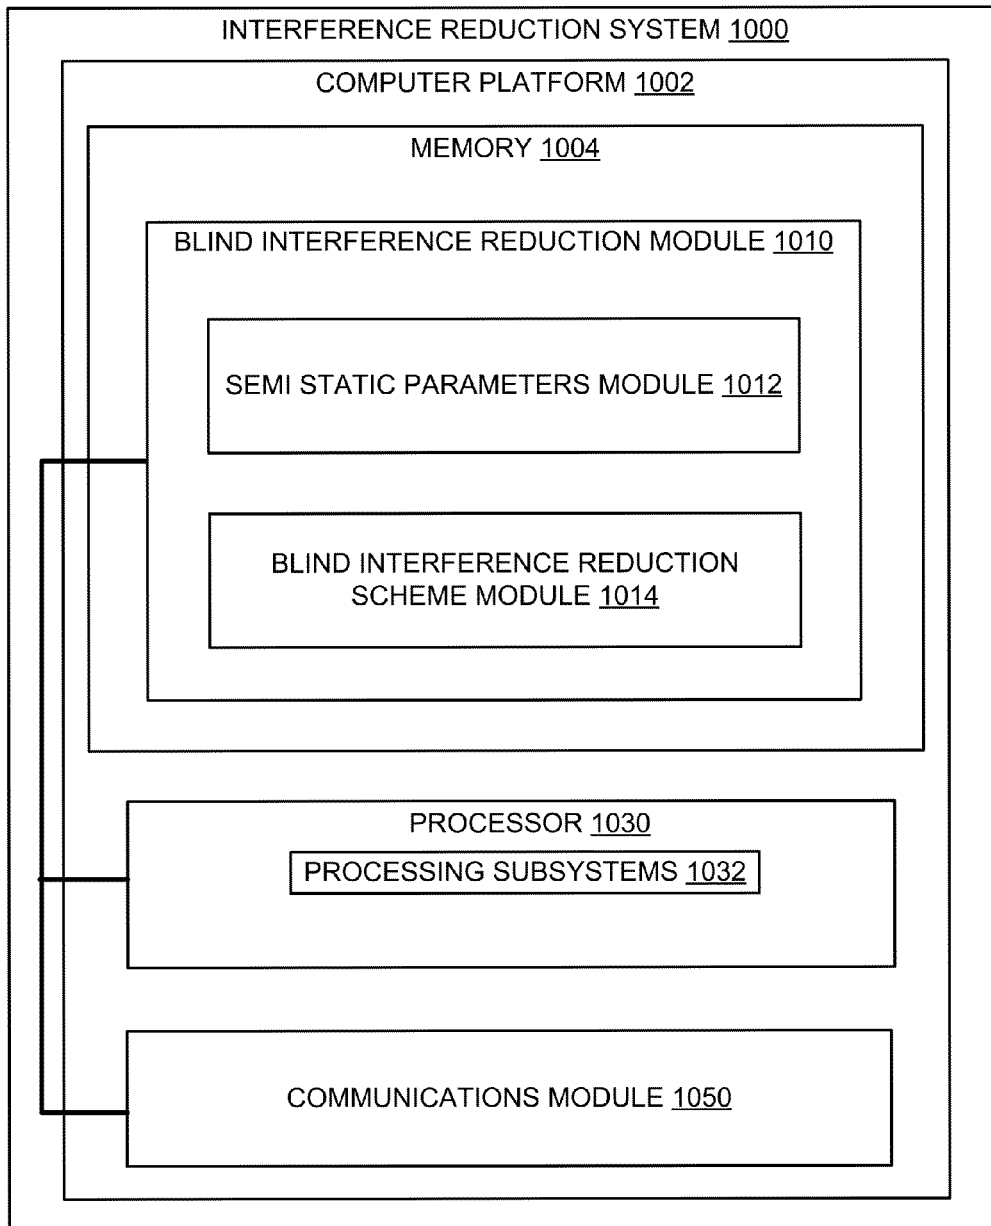 INTERFERENCE REDUCTION SYSTEM 1000
COMPUTER PLATFORM 1002
MEMORY 1004
BLIND INTERFERENCE REDUCTION MODULE 1010
SEMI STATIC PARAMETERS MODULE 1012
BLIND INTERFERENCE REDUCTION
SCHEME MODULE 1014
PROCESSOR 1030
PROCESSING SUBSYSTEMS 1032
COMMUNICATIONS MODULE 1050